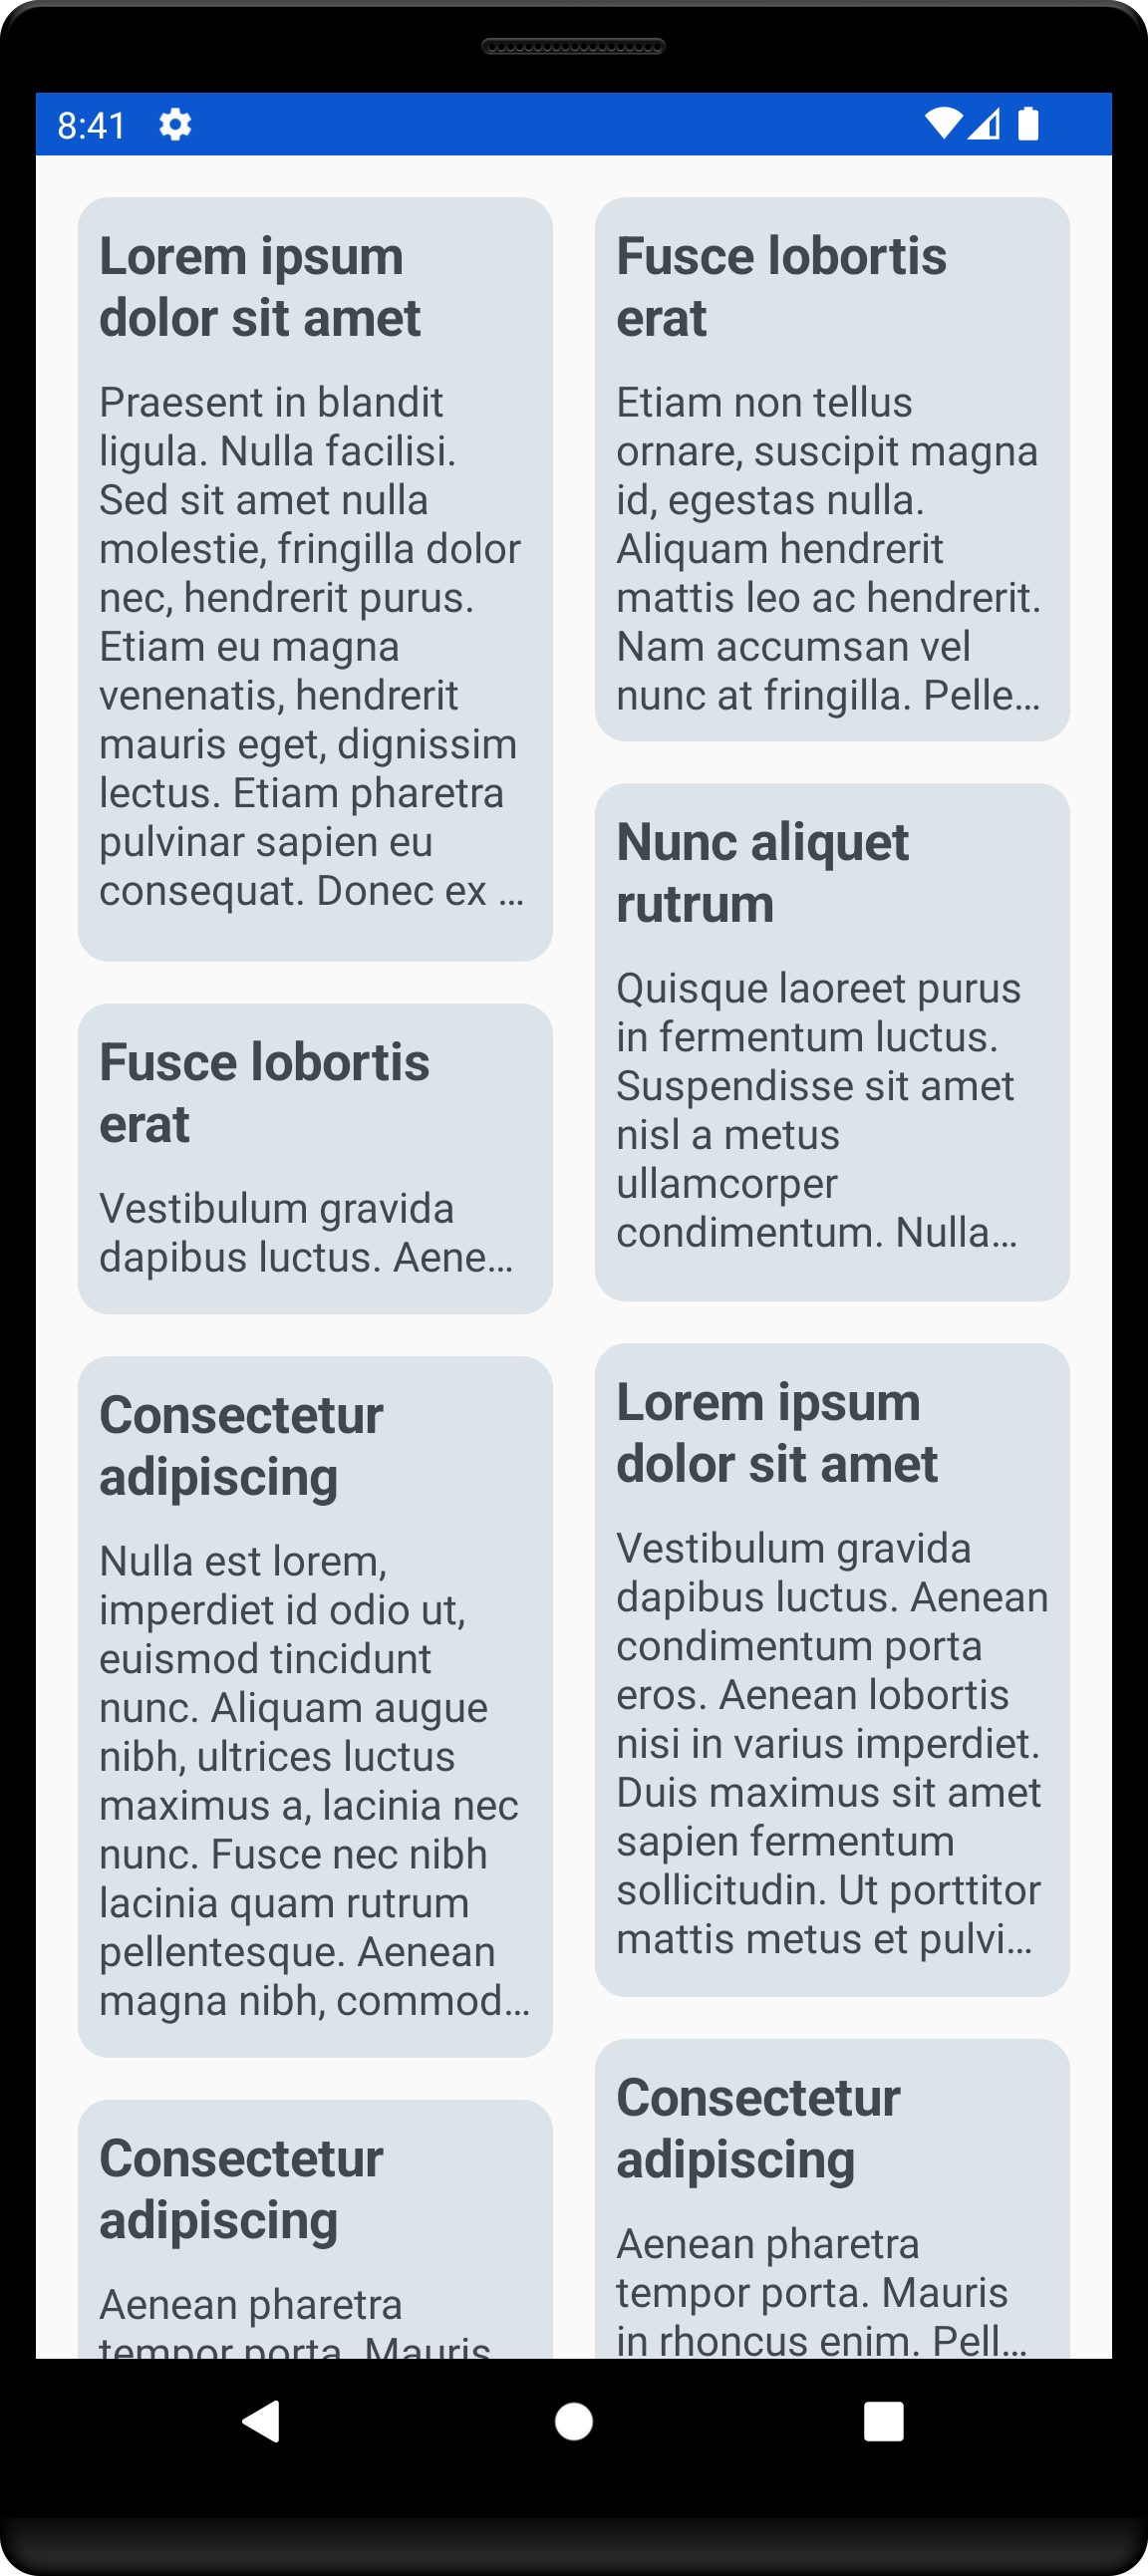 8:41
Lorem ipsum
dolor sit amet
Praesent in blandit
ligula. Nulla facilisi.
Sed sit amet nulla
molestie, fringilla dolor
nec, hendrerit purus.
Etiam eu magna
venenatis, hendrerit
mauris eget, dignissim
lectus. Etiam pharetra
pulvinar sapien eu
consequat. Donec ex ...
Fusce lobortis
erat
Vestibulum gravida
dapibus luctus. Aene...
Consectetur
adipiscing
Nulla est lorem,
imperdiet id odio ut,
euismod tincidunt
nunc. Aliquam augue
nibh, ultrices luctus
maximus a, lacinia nec
nunc. Fusce nec nibh
lacinia quam rutrum
pellentesque. Aenean
magna nibh, commod...
Consectetur
adipiscing
Aenean pharetra
tempor porta. Mauris
Fusce lobortis
erat
Etiam non tellus
ornare, suscipit magna
id, egestas nulla.
Aliquam hendrerit
mattis leo ac hendrerit.
Nam accumsan vel
nunc at fringilla. Pelle...
Nunc aliquet
rutrum
Quisque laoreet purus
in fermentum luctus.
Suspendisse sit amet
nisl a metus
ullamcorper
condimentum. Nulla...
Lorem ipsum
dolor sit amet
Vestibulum gravida
dapibus luctus. Aenean
condimentum porta
eros. Aenean lobortis
nisi in varius imperdiet.
Duis maximus sit amet
sapien fermentum
sollicitudin. Ut porttitor
mattis metus et pulvi...
Consectetur
adipiscing
Aenean pharetra
tempor porta. Mauris
in rhoncus enim. Pell...